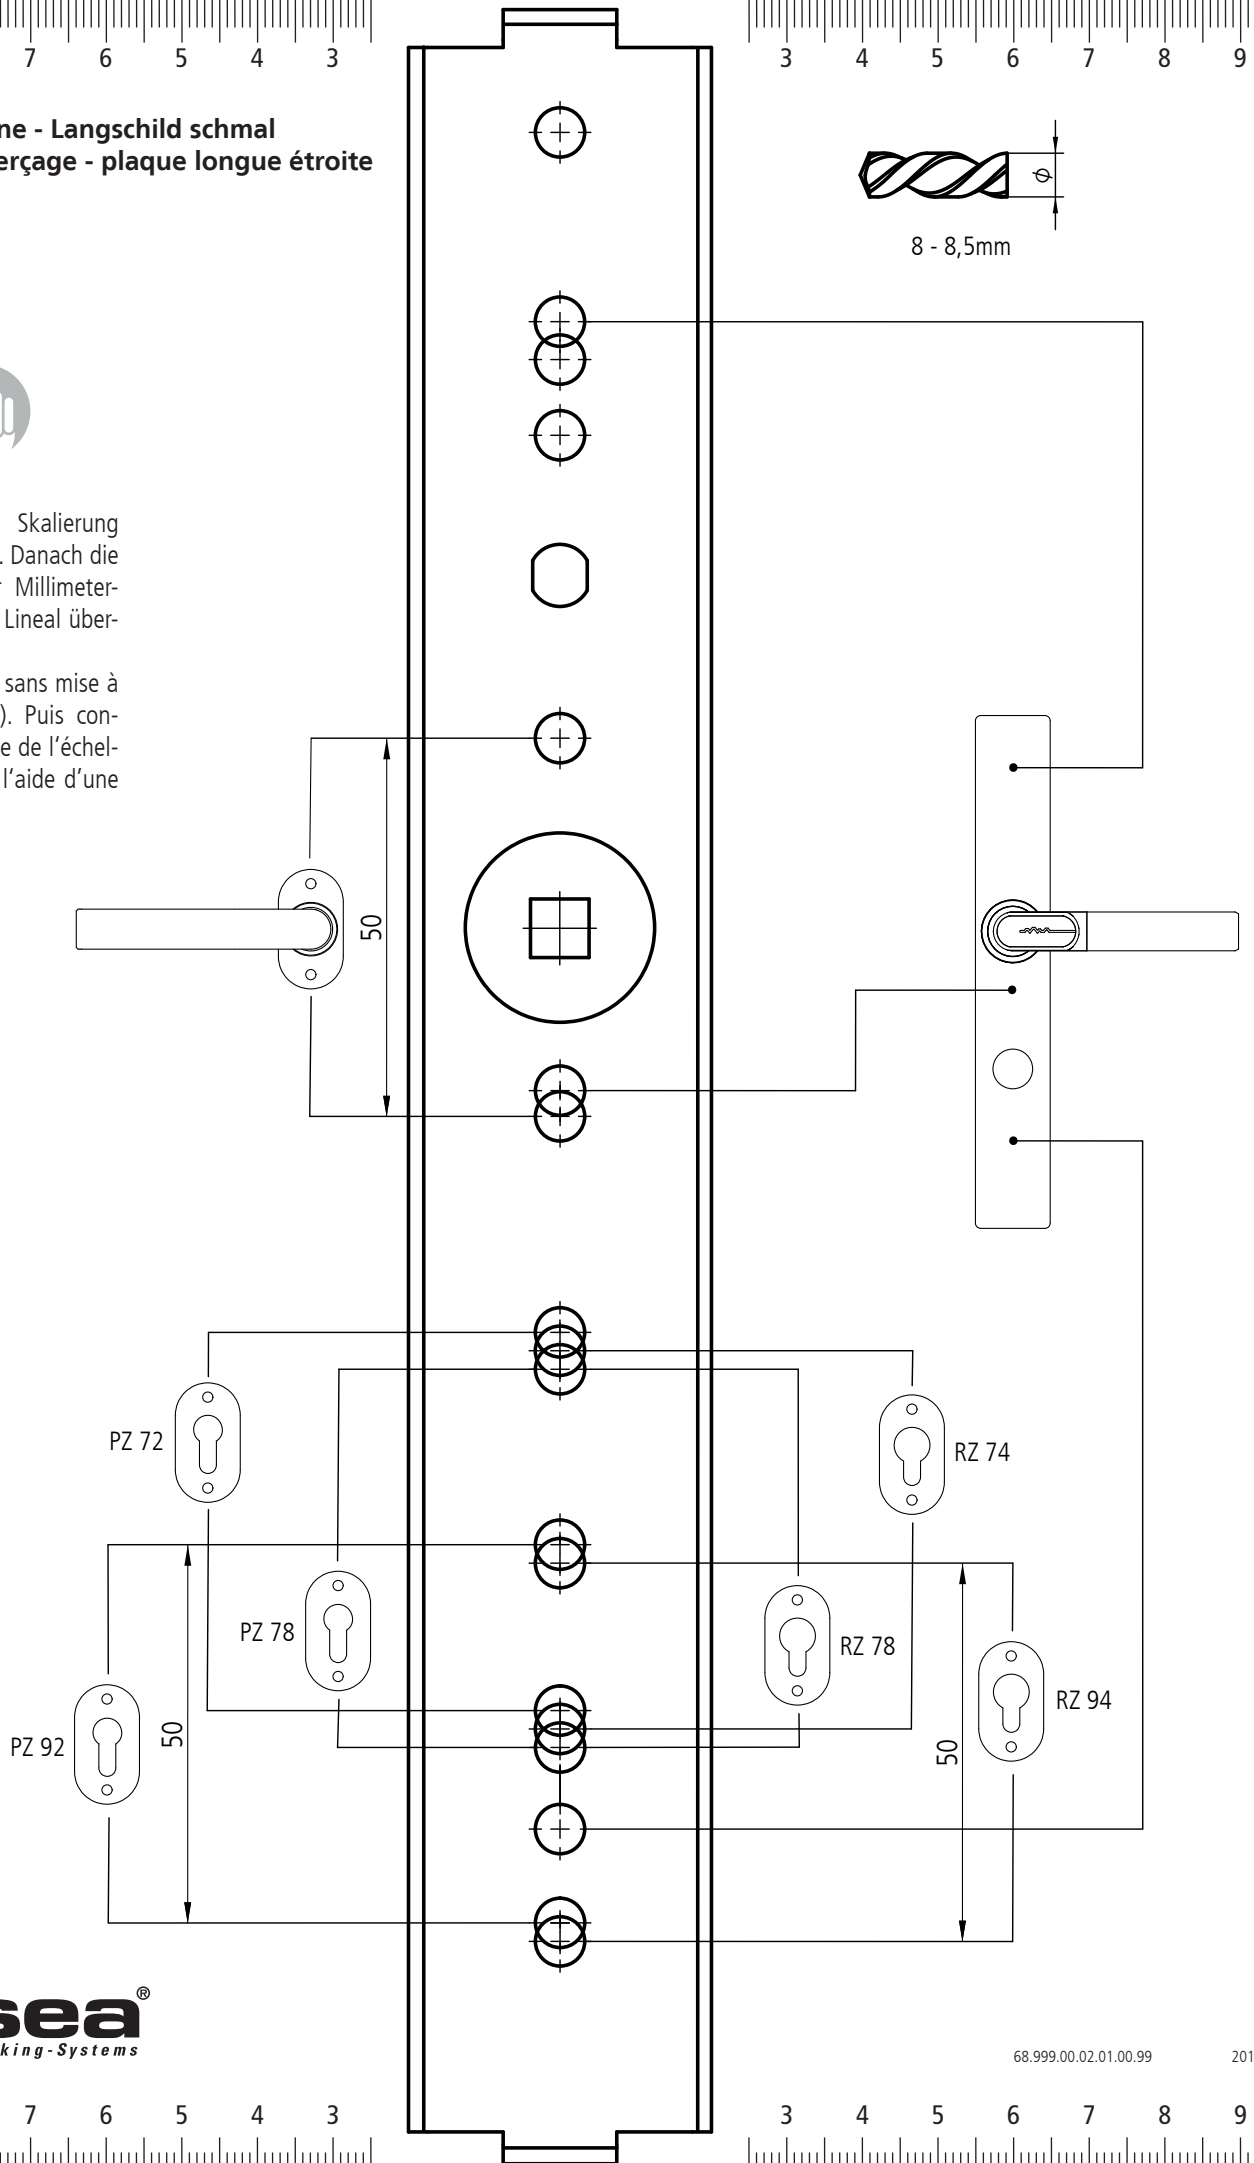 7 6 5 4 3 3 4 5 6 7 8 9
ne - Langschild schmal
erçage - plaque longue étroite
ϕ
8 - 8,5mm
Skalierung
. Danach die
r Millimeter-
Lineal über-
sans mise à
). Puis con-
e de l'échel-
l'aide d'une
50
PZ 72
RZ 74
PZ 78
RZ 78
PZ 92
50
RZ 94
50
sea®
king-Systems
68.999.00.02.01.00.99 201
7 6 5 4 3 3 4 5 6 7 8 9